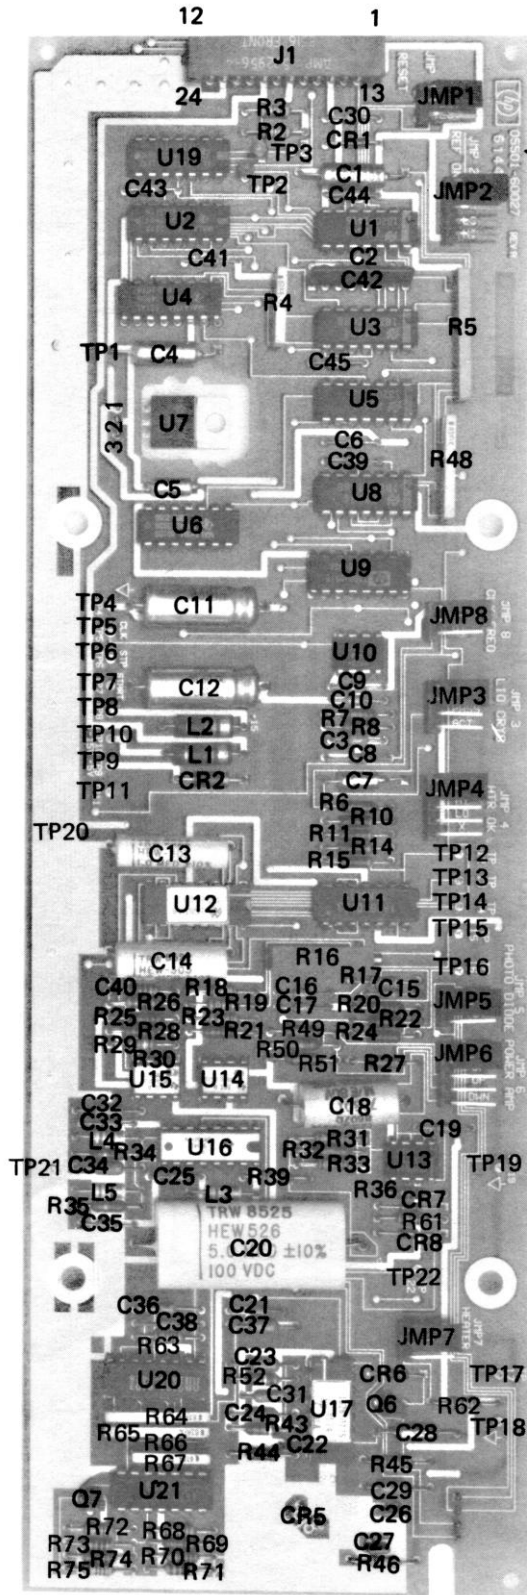 12 1
J1
24 13
R3
C30
JMP1
JMP
RESET
R2
CR1
U19
TP3
C1
C43
TP2
C44
JMP2
U2
U1
C41
C2
C42
U4
R4
U3
R5
TP1
C4
C45
3 2 1
U7
U5
C6
C39
R48
C5
U8
U6
U9
TP4
C11
JMP8
TP5
TP6
U10
TP7
C12
C9
C10
JMP3
TP8
R7
R8
TP10
L2
C3
TP9
L1
C8
TP11
CR2
C7
JMP4
R6
R10
TP20
R11
R14
C13
R15
TP12
TP13
U12
U11
TP14
TP15
C14
R16
R17
TP16
C40
R18
C16
C15
JMP5
R26
R19
C17
R20
R25
R23
R22
R28
R21
R49
R24
R29
R50
JMP6
R30
R51
R27
U15
U14
C32
C18
C33
C19
L4
R34
U16
R31
TP21
C34
R32
R33
U13
TP19
C25
R39
L5
L3
R36
CR7
R35
TRW 8525
R61
C35
HEW 526
CR8
C20
±10%
100 VDC
TP22
C36
C21
C38
C37
JMP7
R63
C23
U20
R52
CR6
TP17
C31
U17
Q6
R62
R64
C24
R43
TP18
R65
C28
R66
C22
R44
R67
R45
U21
C29
Q7
CR5
C26
R72
R68
R73
R69
C27
R74
R70
R75
R71
R46